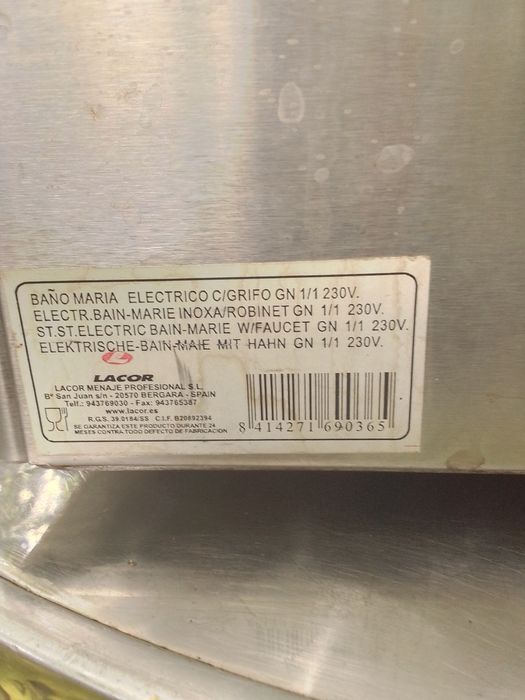 BAÑO MARIA ELECTRICO C/GRIFO GN 1/1 230V.
ELECTR.BAIN-MARIE INOXA/ROBINET GN 1/1 230V.
ST.ST.ELECTRIC BAIN-MARIE W/FAUCET GN 1/1 230V.
ELEKTRISCHE-BAIN-MAIE MIT HAHN GN 1/1 230V.
L
LACOR
LACOR MENAJE PROFESIONAL S.L.
Bº San Juan s/n - 20570 BERGARA - SPAIN
Telf.: 943769030 - Fax: 943765387
www.lacor.es
R.G.S. 39.0184/SS C.I.F. B20892394
SE GARANTIZA ESTE PRODUCTO DURANTE 24
MESES CONTRA TODO DEFECTO DE FABRICACION
8 414271 690365